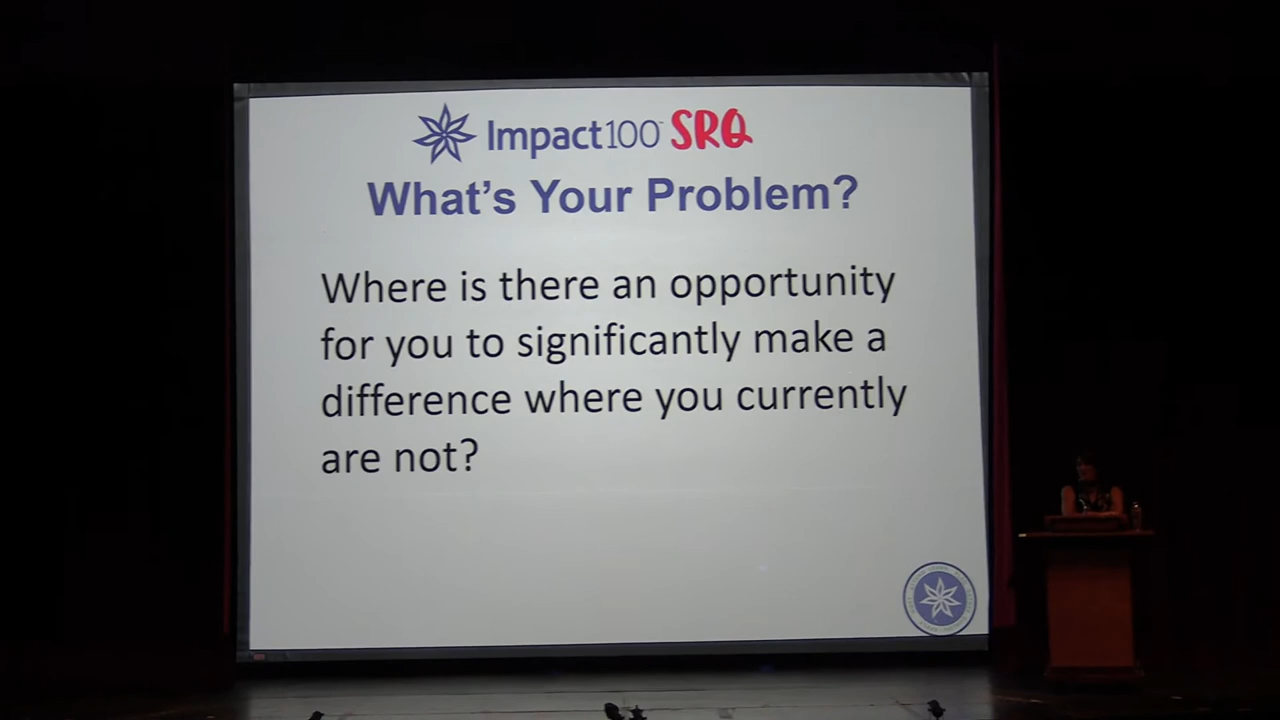 Impact100™ SRQ
What's Your Problem?
Where is there an opportunity
for you to significantly make a
difference where you currently
are not?